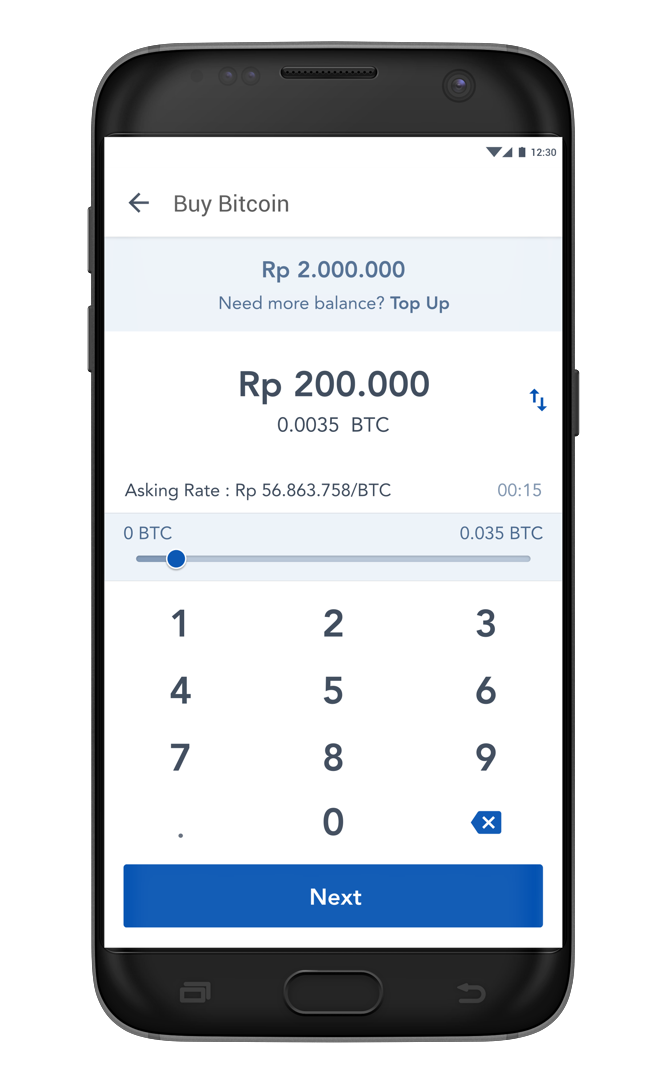 12:30
Buy Bitcoin
Rp 2.000.000
Need more balance? Top Up
Rp 200.000
0.0035 BTC
Asking Rate : Rp 56.863.758/BTC 00:15
0 BTC 0.035 BTC
1 2 3
4 5 6
7 8 9
. 0
Next